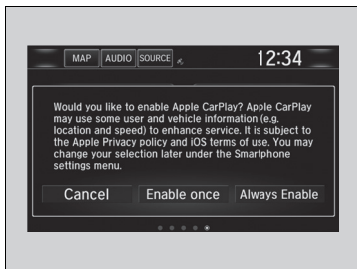 MAP AUDIO SOURCE 12:34
Would you like to enable Apple CarPlay? Apple CarPlay
may use some user and vehicle information (e.g.
location and speed) to enhance service. It is subject to
the Apple Privacy policy and iOS terms of use. You may
change your selection later under the Smartphone
settings menu.
Cancel Enable once Always Enable